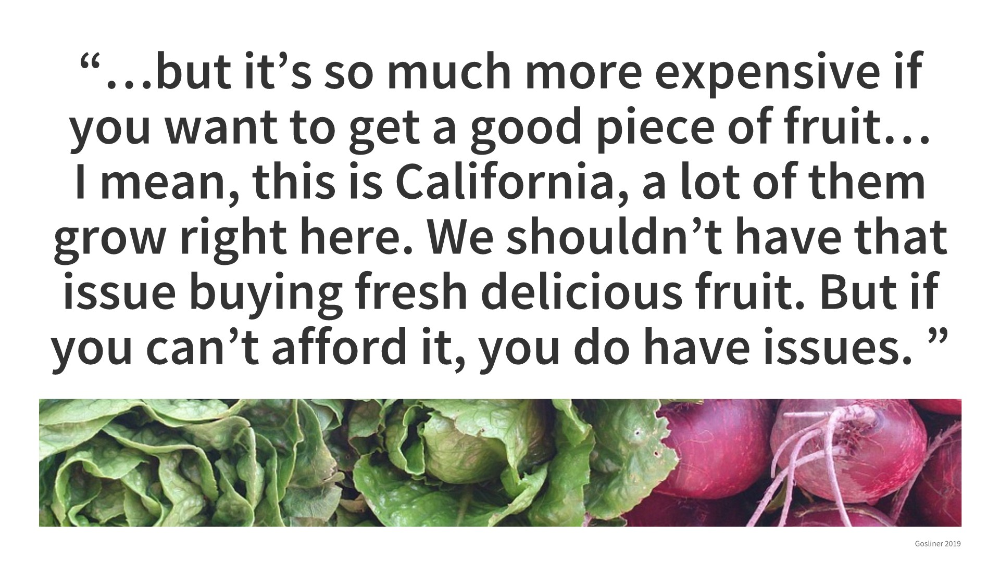 “…but it’s so much more expensive if
you want to get a good piece of fruit…
I mean, this is California, a lot of them
grow right here. We shouldn’t have that
issue buying fresh delicious fruit. But if
you can’t afford it, you do have issues. ”
Gosliner 2019